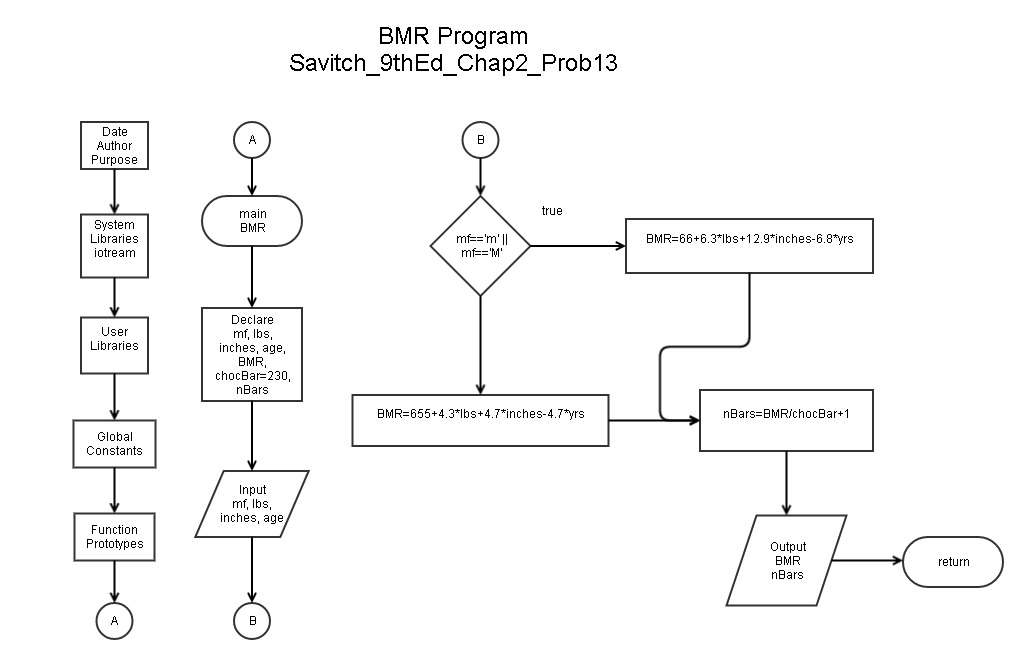 BMR Program
Savitch_9thEd_Chap2_Prob13
Date
Author
Purpose
System
Libraries
iotream
User
Libraries
Global
Constants
Function
Prototypes
A
A
main
BMR
Declare
mf, lbs,
inches, age,
BMR,
chocBar=230,
nBars
Input
mf, lbs,
inches, age
B
B
mf=='m' ||
mf=='M'
true
BMR=66+6.3*lbs+12.9*inches-6.8*yrs
BMR=655+4.3*lbs+4.7*inches-4.7*yrs
nBars=BMR/chocBar+1
Output
BMR
nBars
return